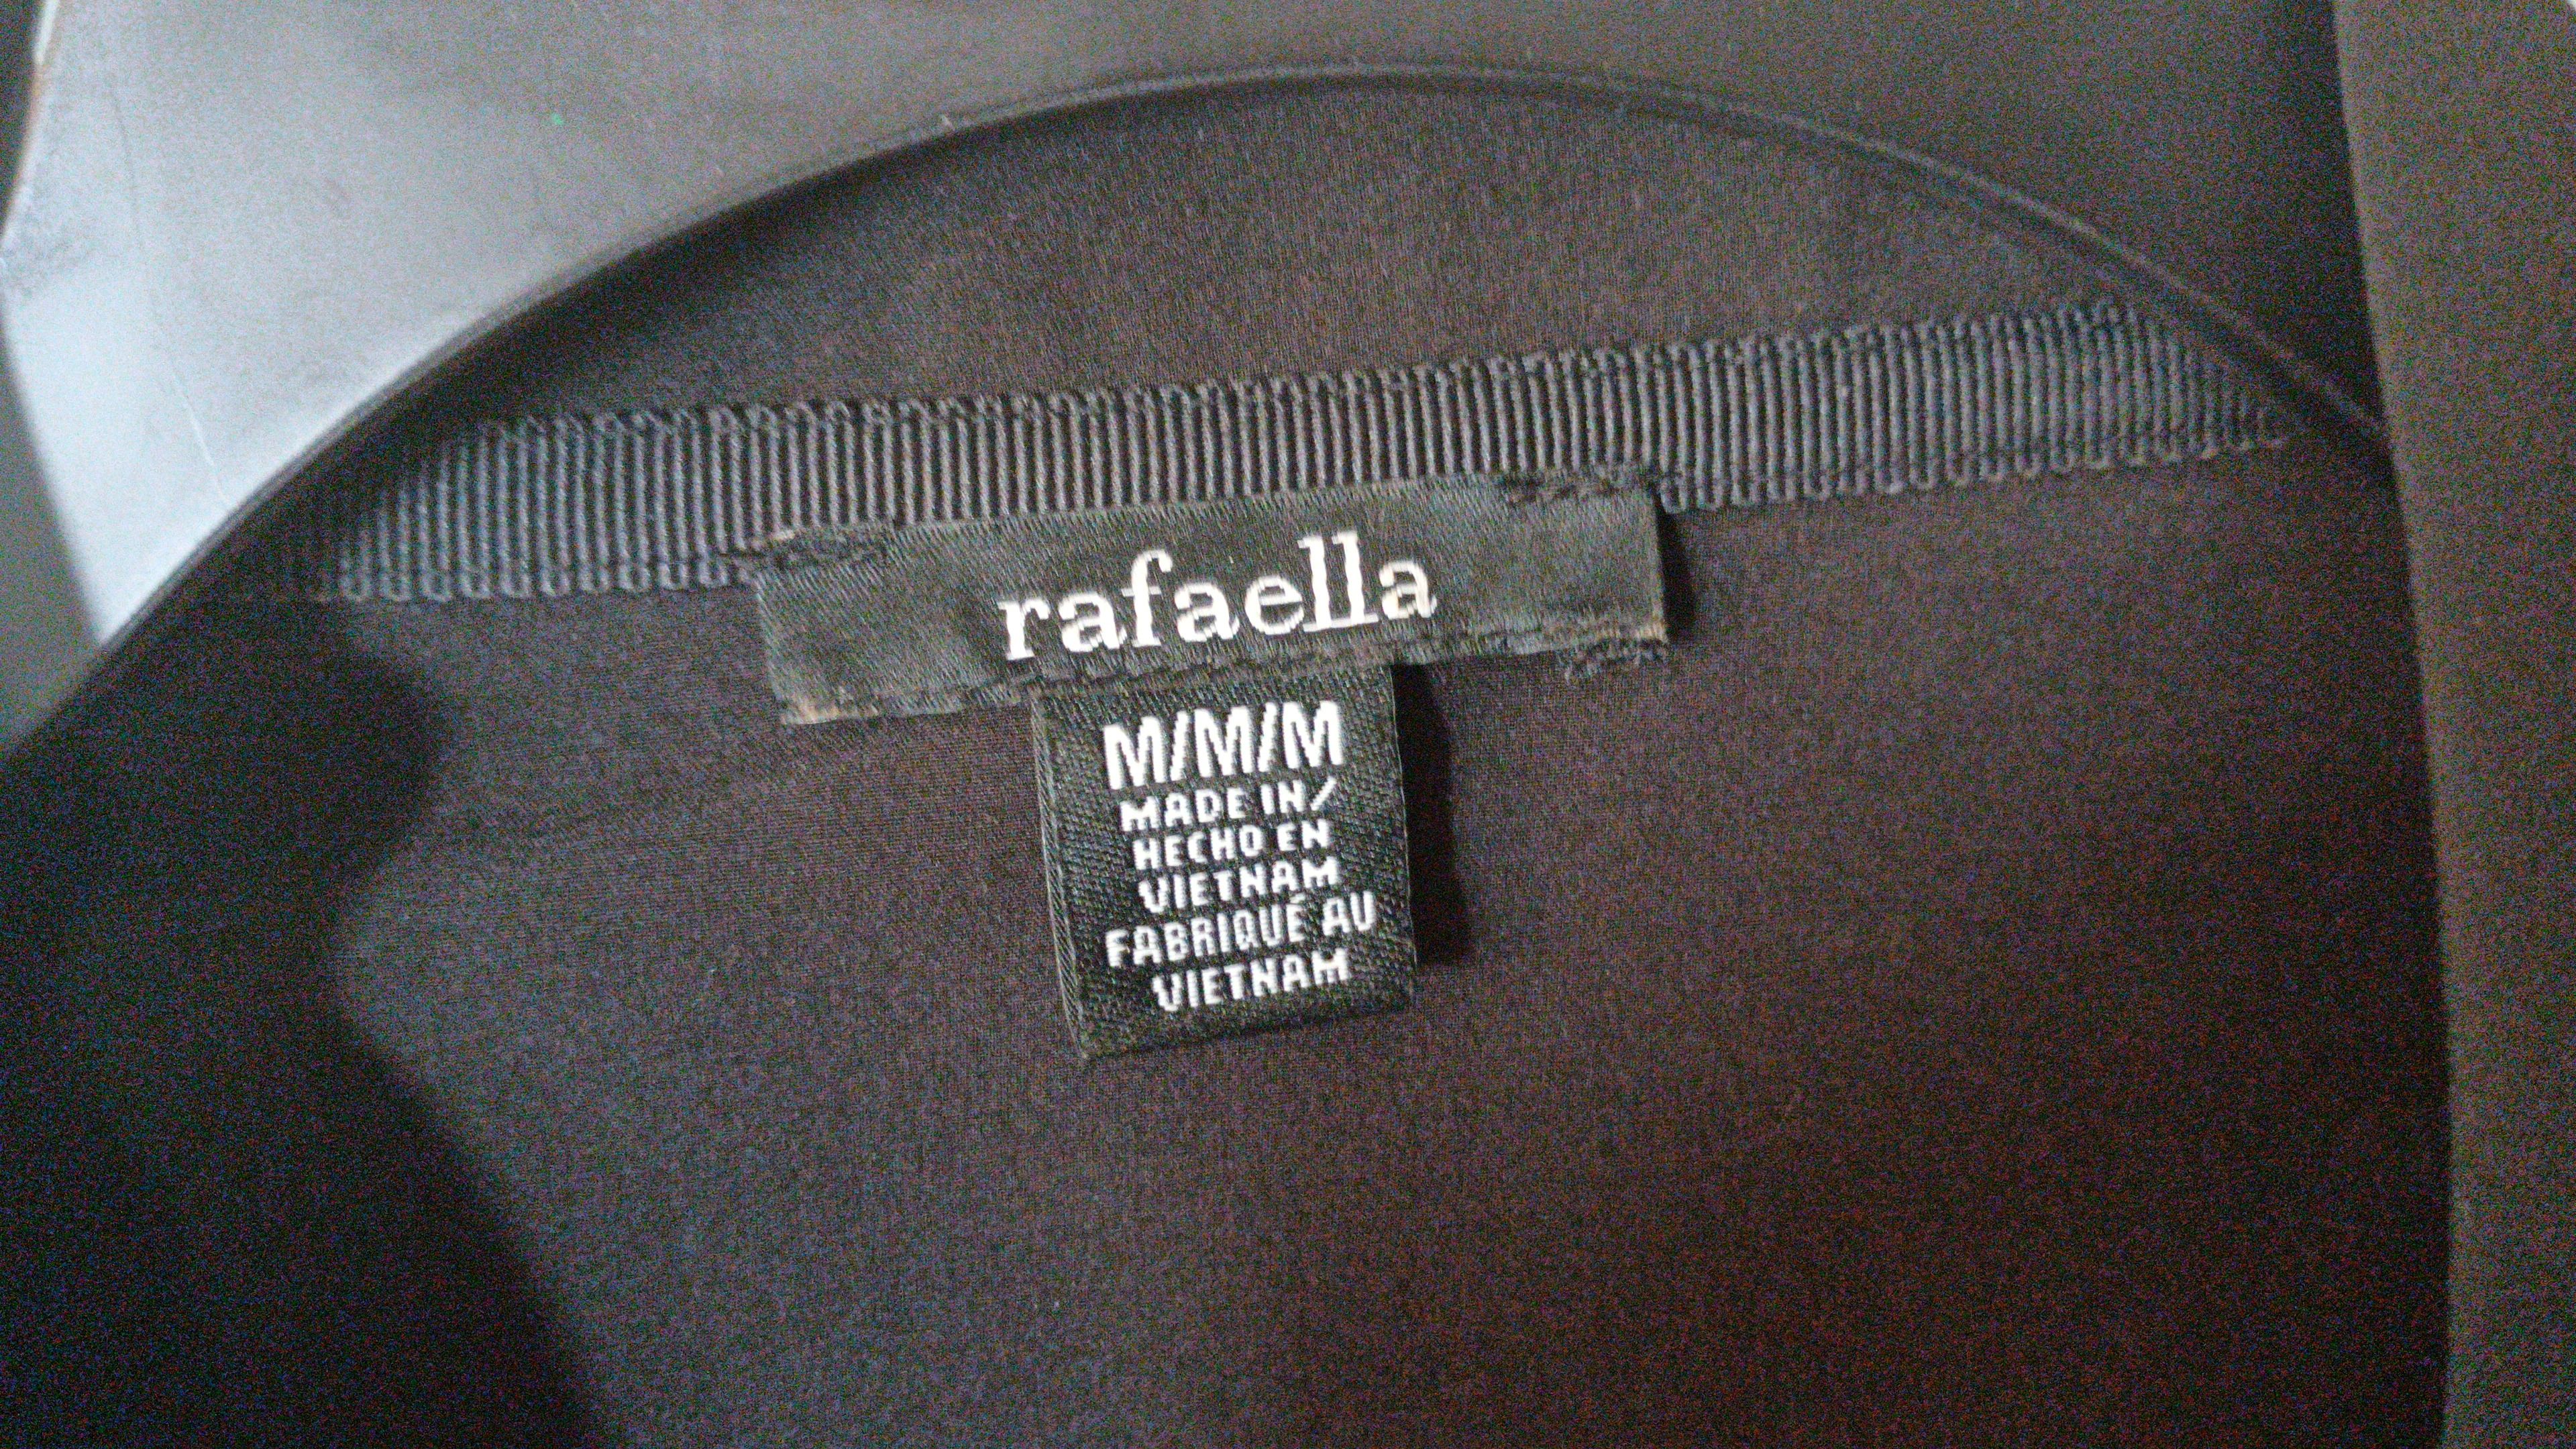 rafaella
M/M/M
MADE IN/
HECHO EN
VIETNAM
FABRIQUÉ AU
VIETNAM